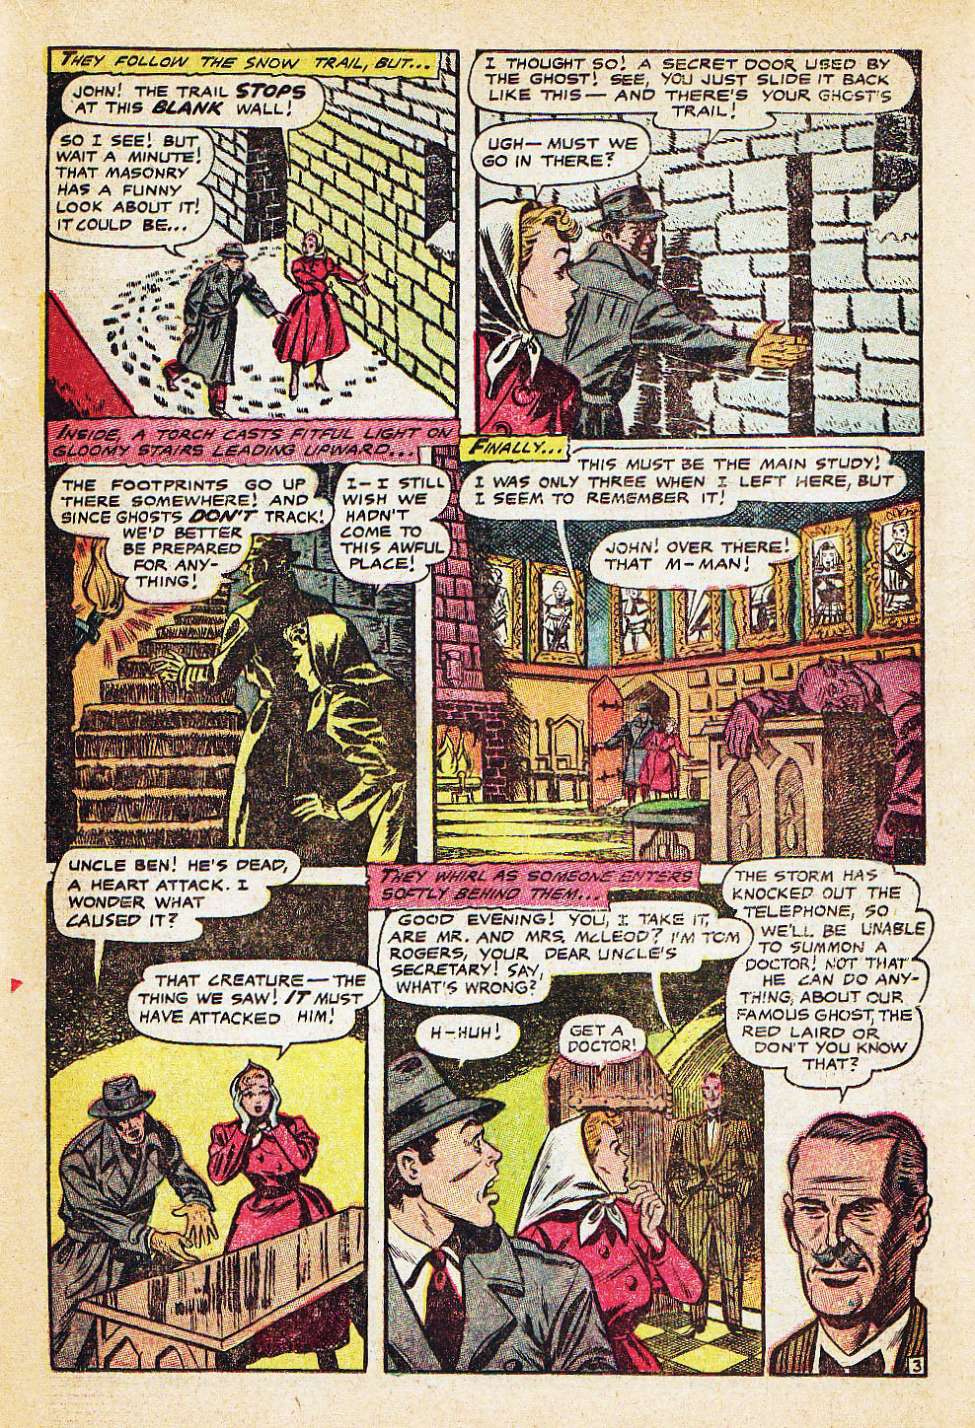 THEY FOLLOW THE SNOW TRAIL, BUT...
JOHN! THE TRAIL STOPS
AT THIS BLANK WALL!
SO I SEE! BUT
WAIT A MINUTE!
THAT MASONRY
HAS A FUNNY
LOOK ABOUT IT!
IT COULD BE...
I THOUGHT SO! A SECRET DOOR USED BY
THE GHOST! SEE, YOU JUST SLIDE IT BACK
LIKE THIS— AND THERE'S YOUR GHOST'S
TRAIL!
UGH— MUST WE
GO IN THERE?
INSIDE, A TORCH CASTS FITFUL LIGHT ON
GLOOMY STAIRS LEADING UPWARD...
THE FOOTPRINTS GO UP
THERE SOMEWHERE! AND
SINCE GHOSTS DON'T TRACK!
WE'D BETTER
BE PREPARED
FOR ANY-
THING!
I-I STILL
WISH WE
HADN'T
COME TO
THIS AWFUL
PLACE!
FINALLY...
THIS MUST BE THE MAIN STUDY!
I WAS ONLY THREE WHEN I LEFT HERE, BUT
I SEEM TO REMEMBER IT!
JOHN! OVER THERE!
THAT M-MAN!
UNCLE BEN! HE'S DEAD,
A HEART ATTACK. I
WONDER WHAT
CAUSED IT?
THAT CREATURE— THE
THING WE SAW! IT MUST
HAVE ATTACKED HIM!
THEY WHIRL AS SOMEONE ENTERS
SOFTLY BEHIND THEM...
GOOD EVENING! YOU, I TAKE IT,
ARE MR. AND MRS. McLEOD? I'M TOM
ROGERS, YOUR DEAR UNCLE'S
SECRETARY! SAY,
WHAT'S WRONG?
H-HUH!
GET A
DOCTOR!
THE STORM HAS
KNOCKED OUT THE
TELEPHONE, SO
WE'LL BE UNABLE
TO SUMMON A
DOCTOR! NOT THAT
HE CAN DO ANY-
THING, ABOUT OUR
FAMOUS GHOST, THE
RED LAIRD OR
DON'T YOU KNOW
THAT?
3